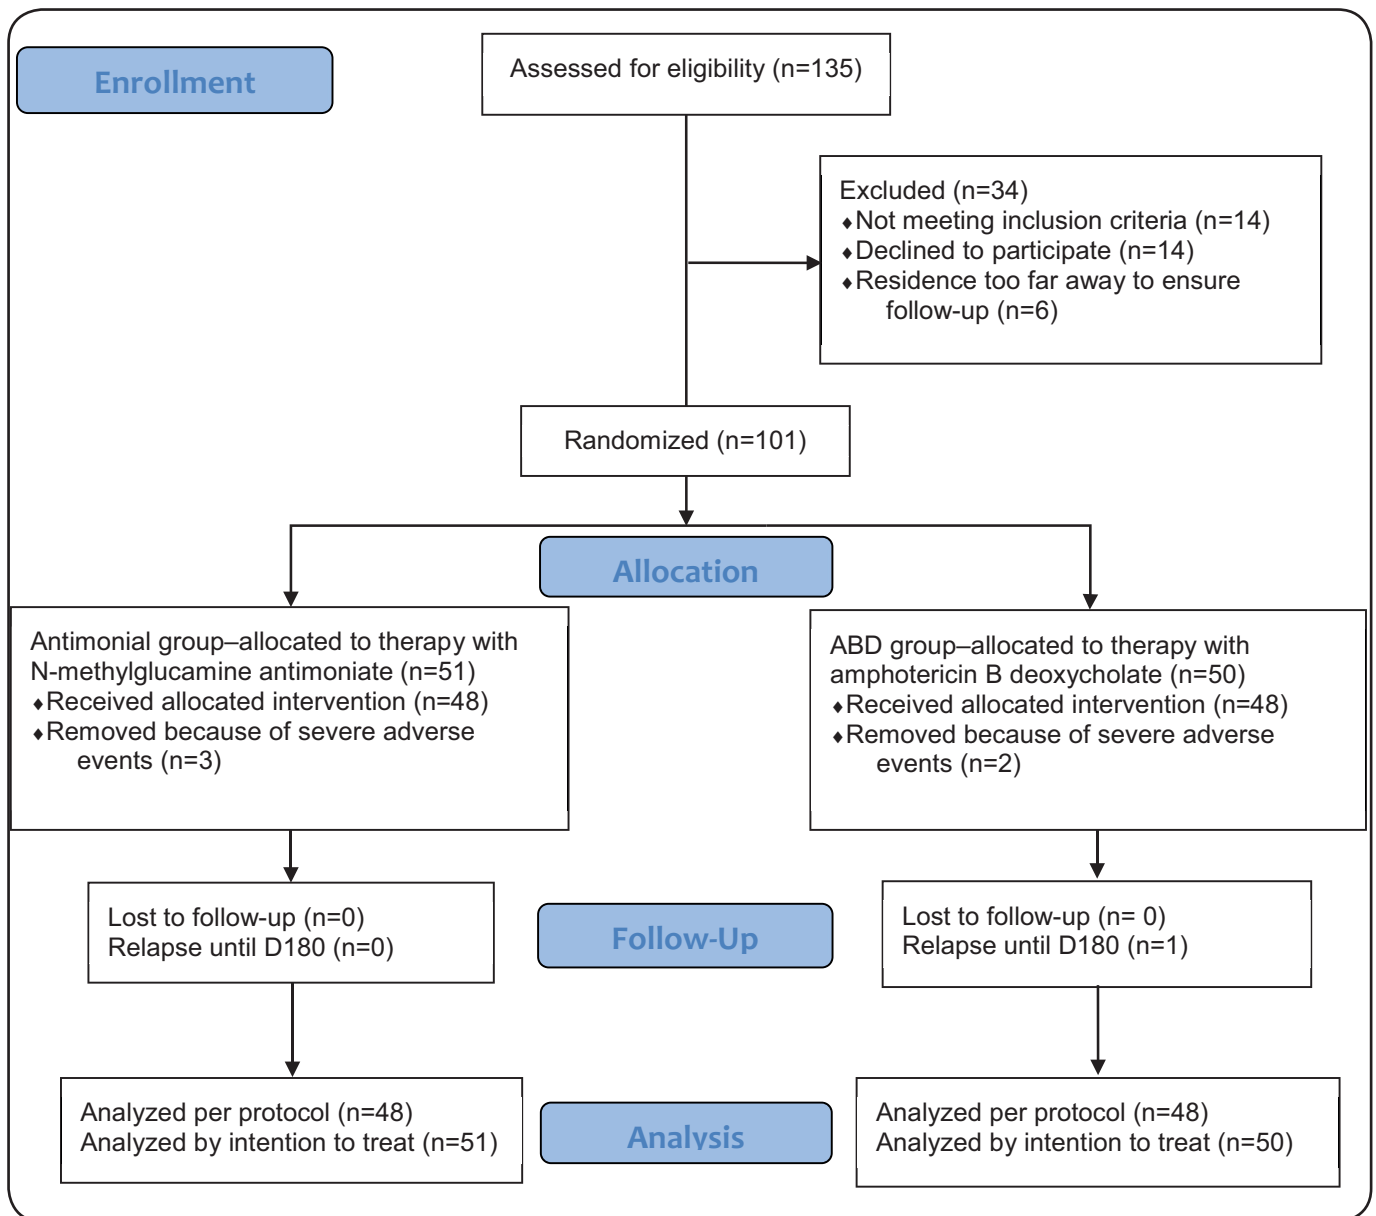 Enrollment
Assessed for eligibility (n=135)
Excluded (n=34)
♦Not meeting inclusion criteria (n=14)
♦Declined to participate (n=14)
♦Residence too far away to ensure
follow-up (n=6)
Randomized (n=101)
Allocation
Antimonial group–allocated to therapy with
N-methylglucamine antimoniate (n=51)
♦Received allocated intervention (n=48)
♦Removed because of severe adverse
events (n=3)
ABD group–allocated to therapy with
amphotericin B deoxycholate (n=50)
♦Received allocated intervention (n=48)
♦Removed because of severe adverse
events (n=2)
Lost to follow-up (n=0)
Relapse until D180 (n=0)
Follow-Up
Lost to follow-up (n= 0)
Relapse until D180 (n=1)
Analyzed per protocol (n=48)
Analyzed by intention to treat (n=51)
Analysis
Analyzed per protocol (n=48)
Analyzed by intention to treat (n=50)